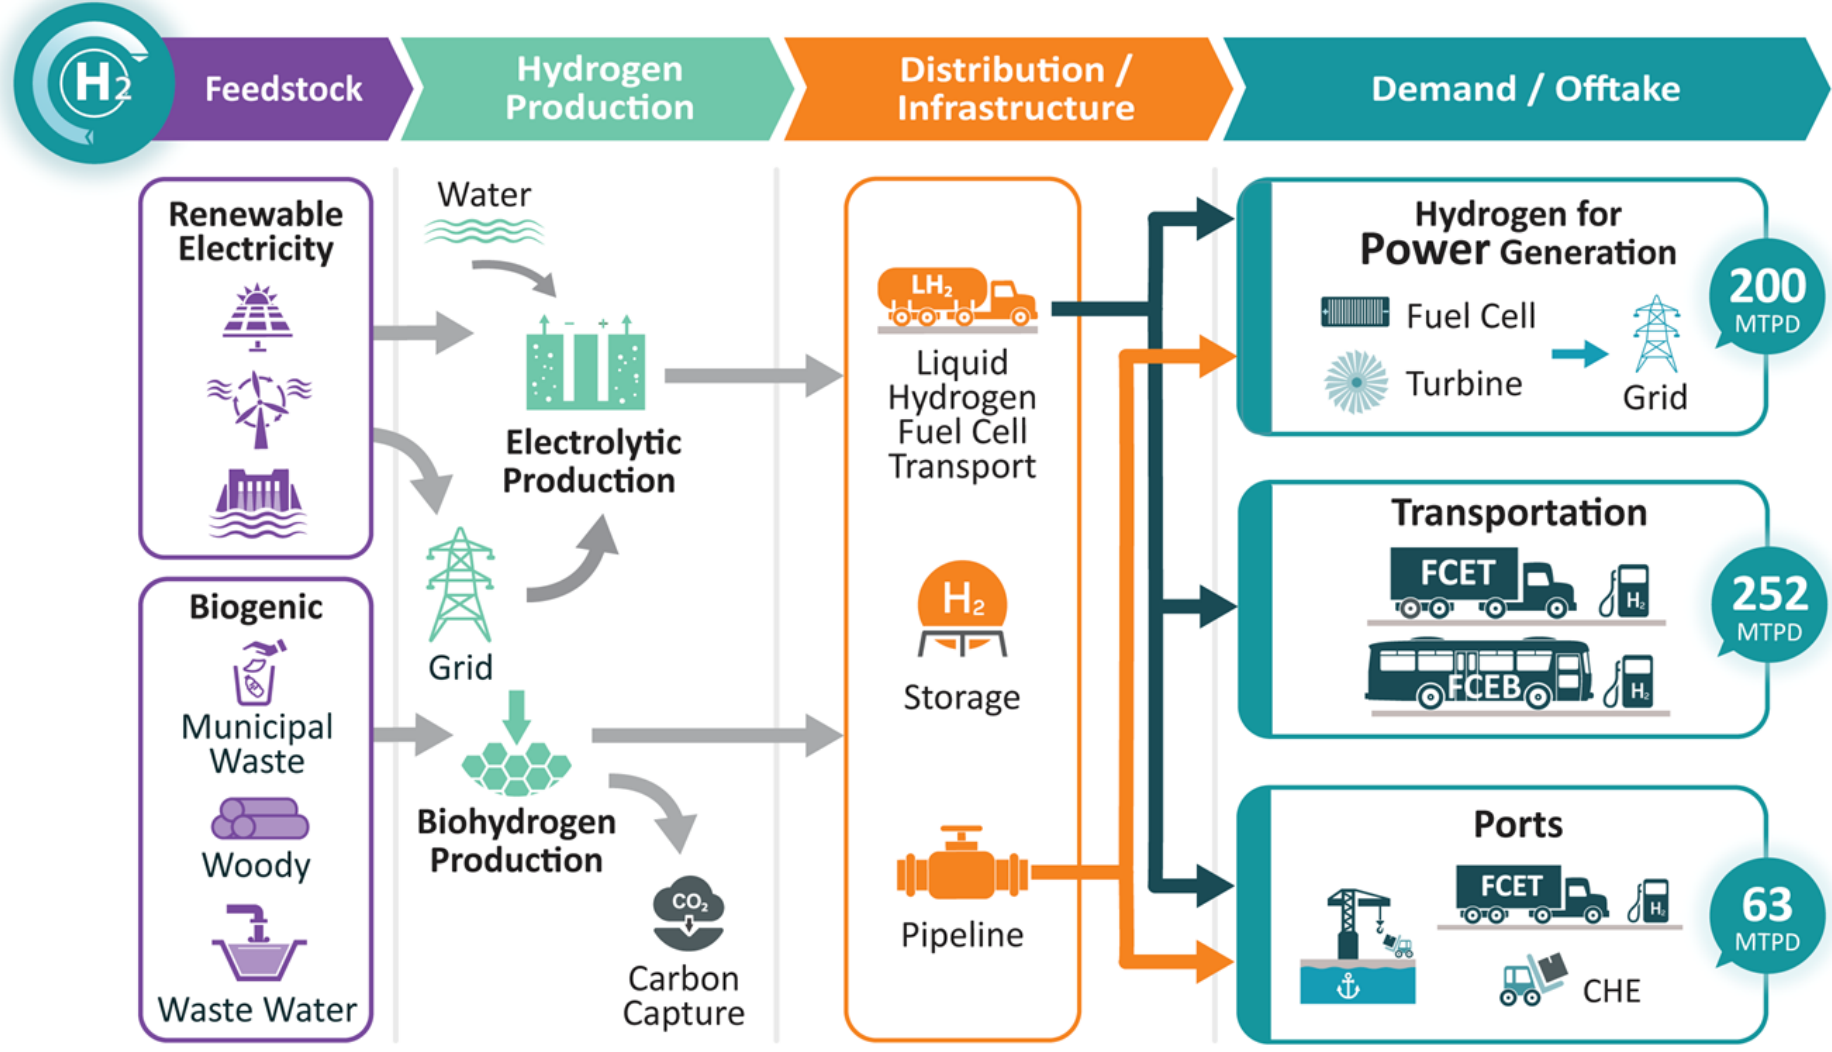 H2
Feedstock
Hydrogen
Production
Distribution /
Infrastructure
Demand / Offtake
Renewable
Electricity
Biogenic
Municipal
Waste
Woody
Waste Water
Water
- +
Electrolytic
Production
Grid
Biohydrogen
Production
CO2
Carbon
Capture
LH2
Liquid
Hydrogen
Fuel Cell
Transport
H2
Storage
Pipeline
Hydrogen for
Power Generation
+ -
Fuel Cell
Turbine
Grid
200
MTPD
Transportation
FCET
H2
FCEB
H2
252
MTPD
Ports
FCET
H2
CHE
63
MTPD